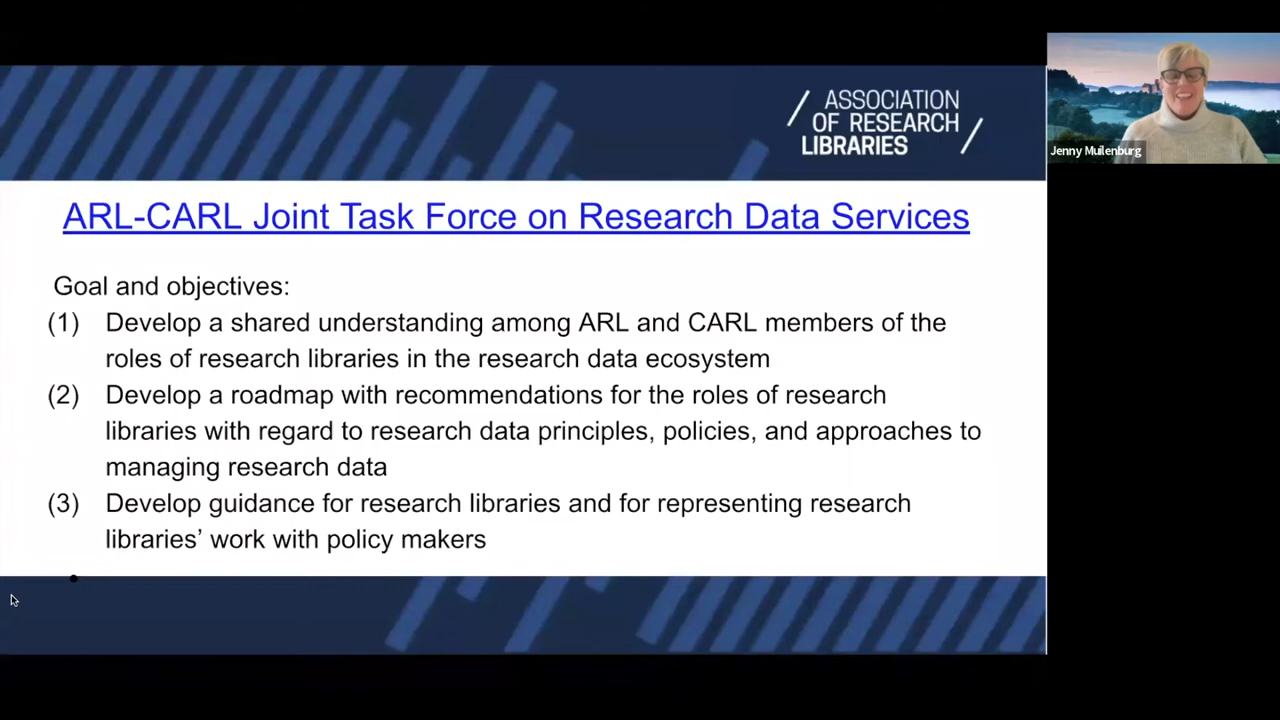 ASSOCIATION
OF RESEARCH
LIBRARIES
Jenny Muilenburg
ARL-CARL Joint Task Force on Research Data Services
Goal and objectives:
(1) Develop a shared understanding among ARL and CARL members of the
roles of research libraries in the research data ecosystem
(2) Develop a roadmap with recommendations for the roles of research
libraries with regard to research data principles, policies, and approaches to
managing research data
(3) Develop guidance for research libraries and for representing research
libraries’ work with policy makers